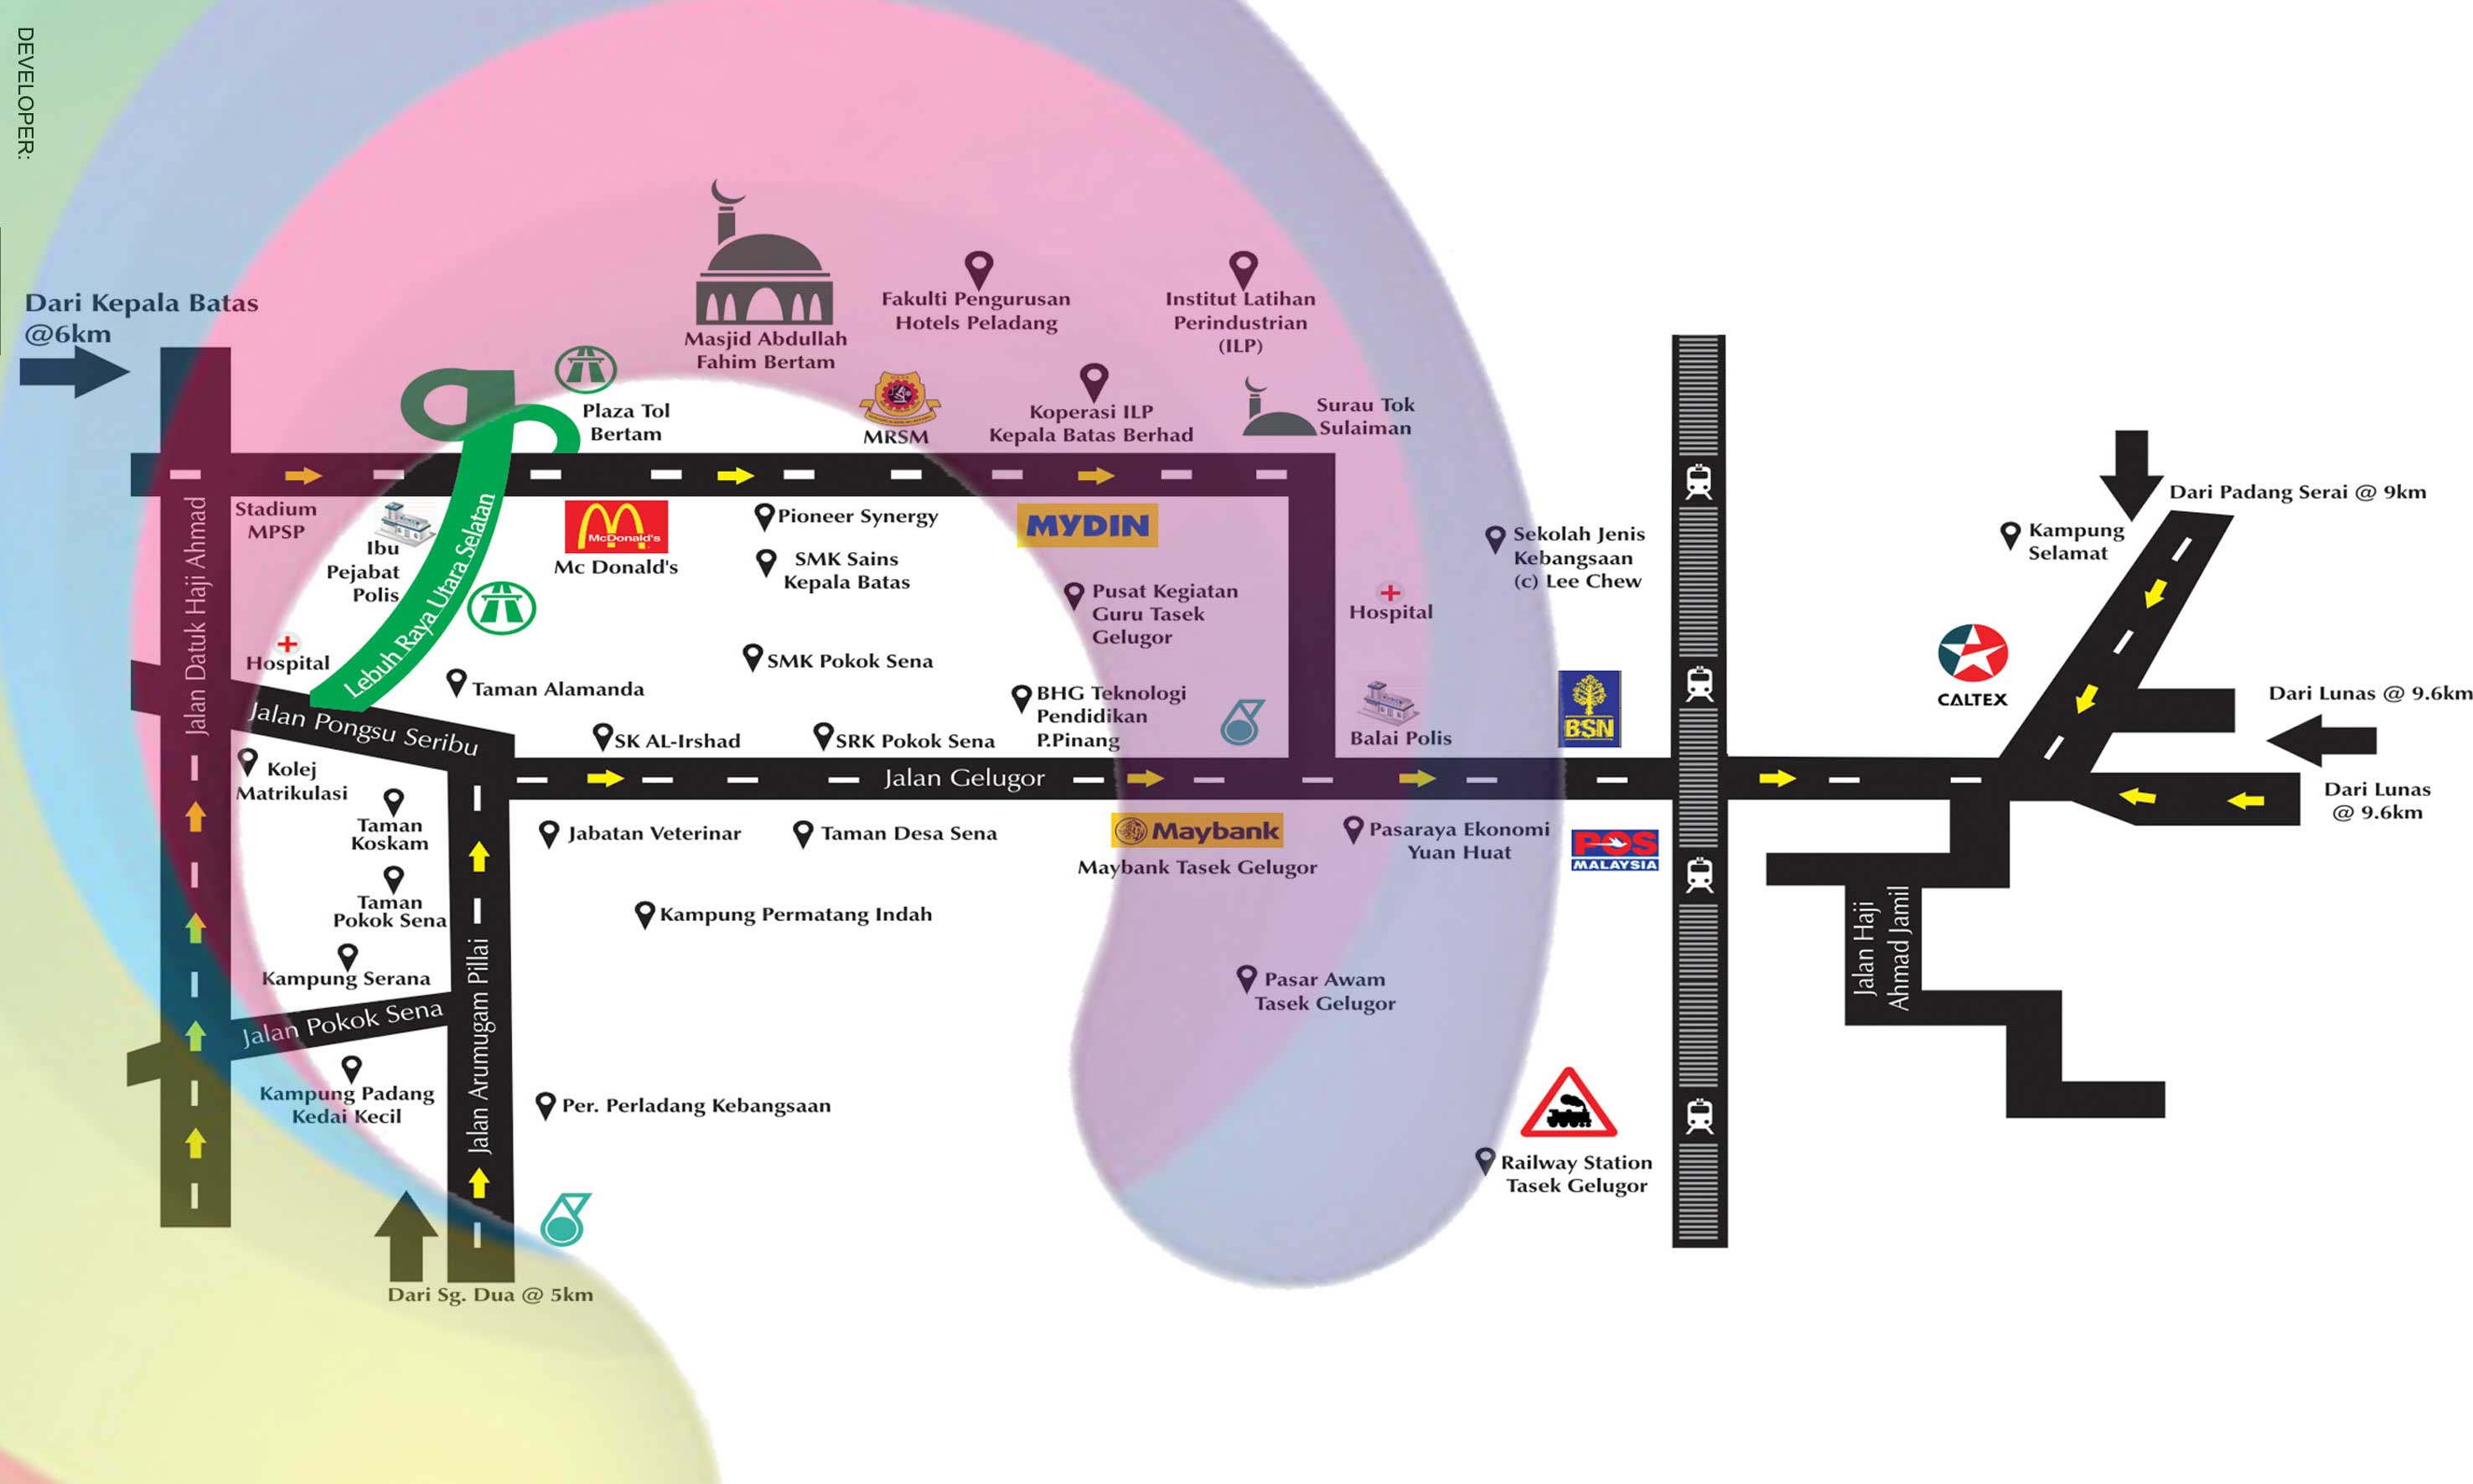 DEVELOPER:
Dari Kepala Batas
@6km
Masjid Abdullah
Fahim Bertam
Fakulti Pengurusan
Hotels Peladang
Institut Latihan
Perindustrian
(ILP)
Plaza Tol
Bertam
MRSM
Koperasi ILP
Kepala Batas Berhad
Surau Tok
Sulaiman
Stadium
MPSP
Ibu
Pejabat
Polis
Lebuh Raya Utara Selatan
McDonald's
Mc Donald's
Pioneer Synergy
SMK Sains
Kepala Batas
MYDIN
Pusat Kegiatan
Guru Tasek
Gelugor
Hospital
Sekolah Jenis
Kebangsaan
(c) Lee Chew
Kampung
Selamat
Dari Padang Serai @ 9km
Jalan Datuk Haji Ahmad
Hospital
Taman Alamanda
SMK Pokok Sena
BHG Teknologi
Pendidikan
P.Pinang
Balai Polis
BSN
CALTEX
Dari Lunas @ 9.6km
Jalan Pongsu Seribu
SK AL-Irshad
SRK Pokok Sena
Jalan Gelugor
Dari Lunas
@ 9.6km
Kolej
Matrikulasi
Taman
Koskam
Jabatan Veterinar
Taman Desa Sena
Maybank
Maybank Tasek Gelugor
Pasaraya Ekonomi
Yuan Huat
POS
MALAYSIA
Taman
Pokok Sena
Kampung Permatang Indah
Jalan Haji
Ahmad Jamil
Kampung Serana
Pasar Awam
Tasek Gelugor
Jalan Pokok Sena
Jalan Arumugam Pillai
Kampung Padang
Kedai Kecil
Per. Perladang Kebangsaan
Railway Station
Tasek Gelugor
Dari Sg. Dua @ 5km